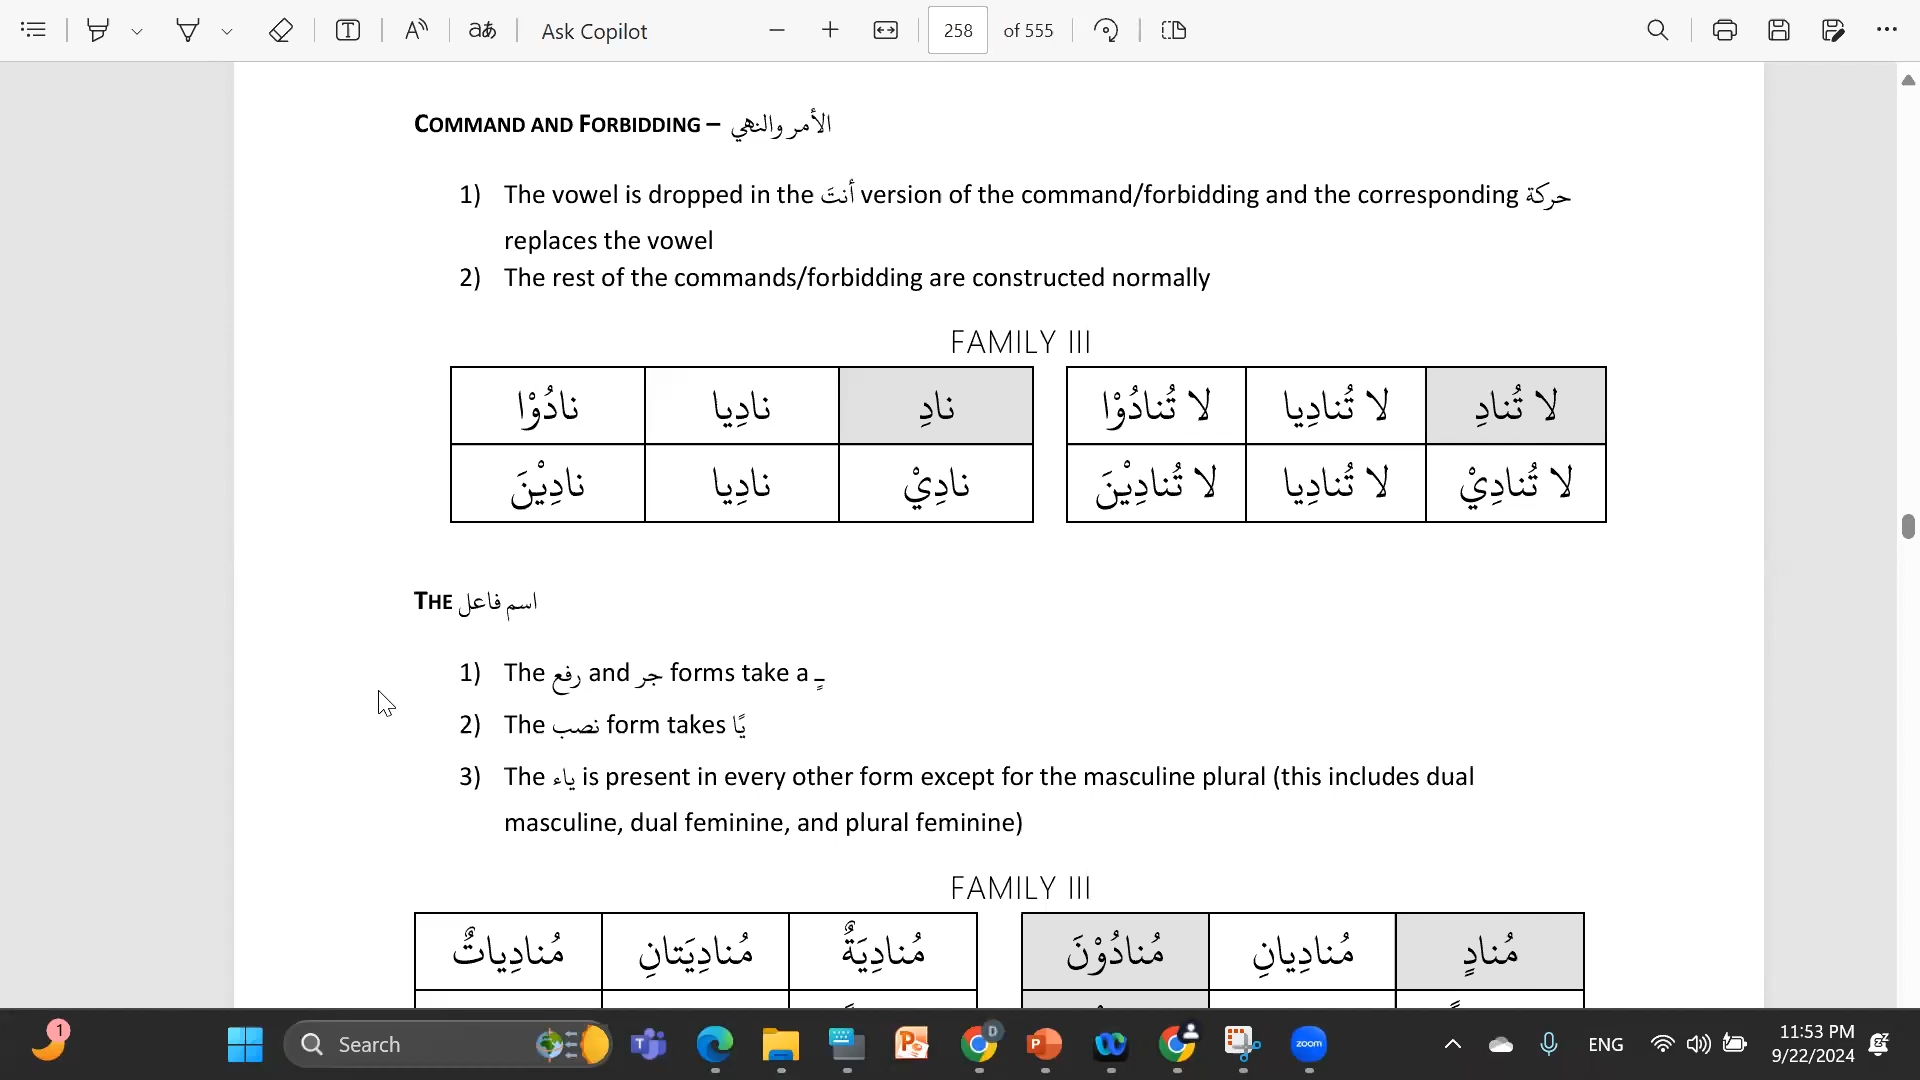 Ask Copilot
258 of 555
COMMAND AND FORBIDDING – الأمر والنهي
1) The vowel is dropped in the أنتَ version of the command/forbidding and the corresponding حركة
replaces the vowel
2) The rest of the commands/forbidding are constructed normally
FAMILY III
لا تُنادِ لا تُنادِيا لا تُنادُوْا نادِ نادِيا نادُوْا
لا تُنادِيْ لا تُنادِيا لا تُنادِيْنَ نادِيْ نادِيا نادِيْنَ
THE اسم فاعل
1) The رفع and جر forms take a ـٍ
2) The نصب form takes يًا
3) The ياء is present in every other form except for the masculine plural (this includes dual
masculine, dual feminine, and plural feminine)
FAMILY III
مُنادٍ مُنادِيانِ مُنادُوْنَ مُنادِيَةٌ مُنادِيَتانِ مُنادِياتٌ
1
Search
D
P
zoom
ENG
11:53 PM
9/22/2024